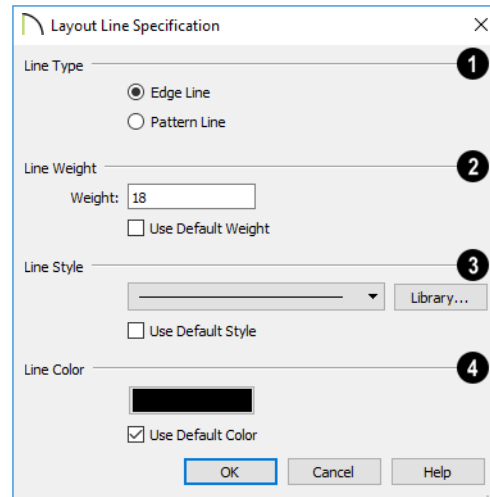 Layout Line Specification
Line Type
1
Edge Line
Pattern Line
Line Weight
2
Weight: 18
Use Default Weight
Line Style
3
Library...
Use Default Style
Line Color
4
Use Default Color
OK Cancel Help